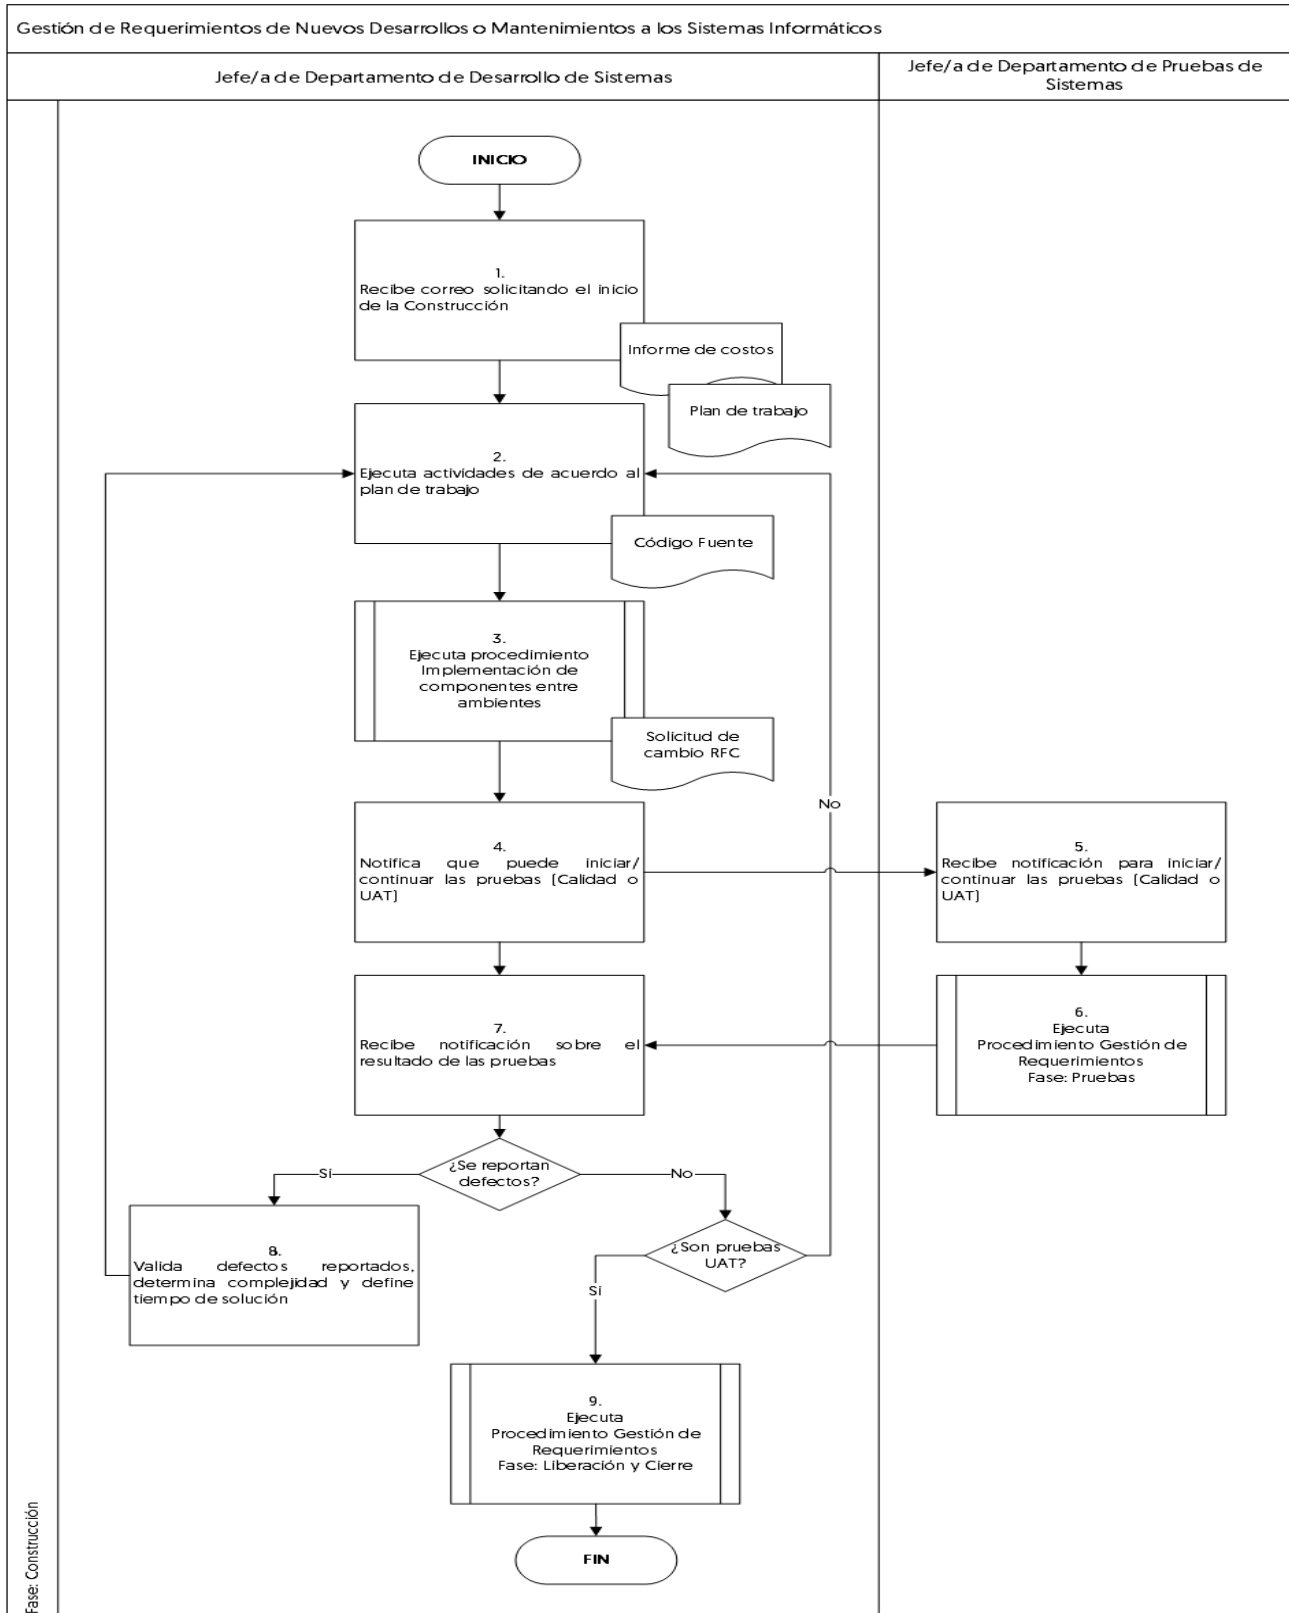 Gestión de Requerimientos de Nuevos Desarrollos o Mantenimientos a los Sistemas Informáticos
Jefe/a de Departamento de Desarrollo de Sistemas
Jefe/a de Departamento de Pruebas de
Sistemas
INICIO
1.
Recibe correo solicitando el inicio
de la Construcción
Informe de costos
Plan de trabajo
2.
Ejecuta actividades de acuerdo al
plan de trabajo
Código Fuente
3.
Ejecuta procedimiento
Implementación de
componentes entre
ambientes
Solicitud de
cambio RFC
No
4.
Notifica que puede iniciar/
continuar las pruebas (Calidad o
UAT)
5.
Recibe notificación para iniciar/
continuar las pruebas (Calidad o
UAT)
6.
Ejecuta
Procedimiento Gestión de
Requerimientos
Fase: Pruebas
7.
Recibe notificación sobre el
resultado de las pruebas
¿Se reportan
defectos?
Si
No
8.
Valida defectos reportados,
determina complejidad y define
tiempo de solución
¿Son pruebas
UAT?
Si
9.
Ejecuta
Procedimiento Gestión de
Requerimientos
Fase: Liberación y Cierre
FIN
Fase: Construcción